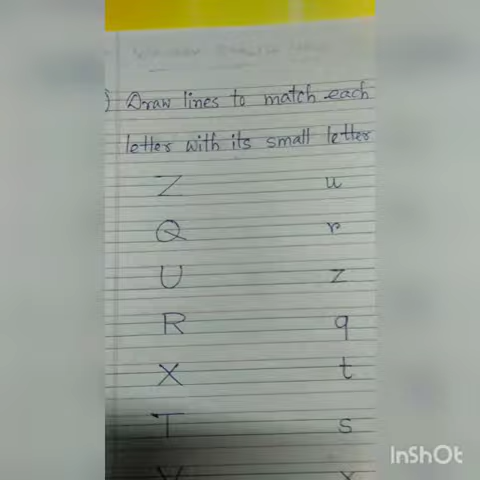 ) Draw lines to match each
letter with its small letter
Z u
Q r
U z
R q
X t
T s
x
InShOt